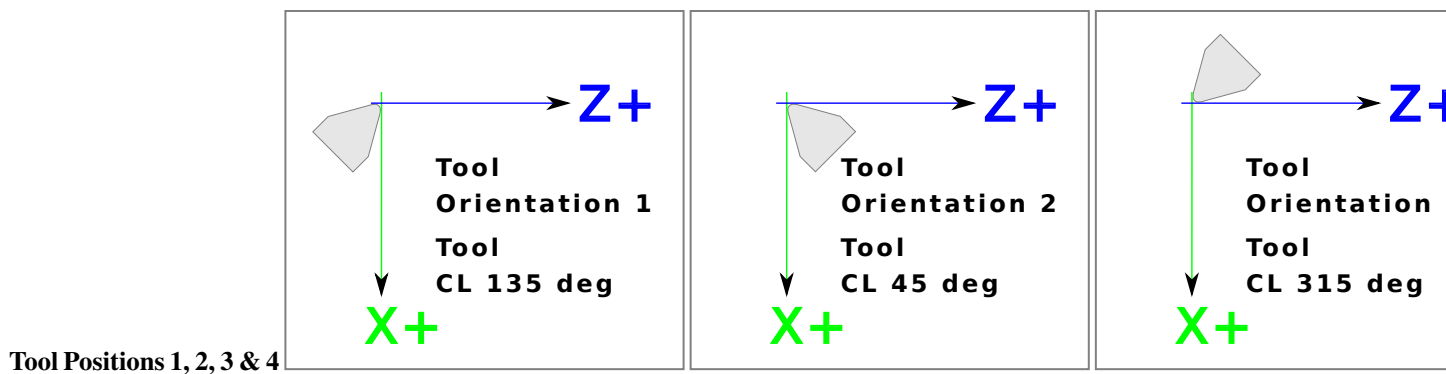 Z+
Tool
Orientation 1
Tool
CL 135 deg
X+
Z+
Tool
Orientation 2
Tool
CL 45 deg
X+
Z+
Tool
Orientation
Tool
CL 315 deg
X+
Tool Positions 1, 2, 3 & 4